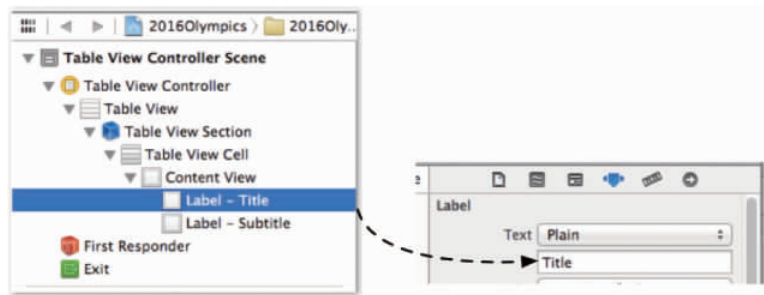 2016Olympics
2016Oly..
Table View Controller Scene
Table View Controller
Table View
Table View Section
Table View Cell
Content View
Label – Title
Label – Subtitle
First Responder
Exit
Label
Text Plain
Title